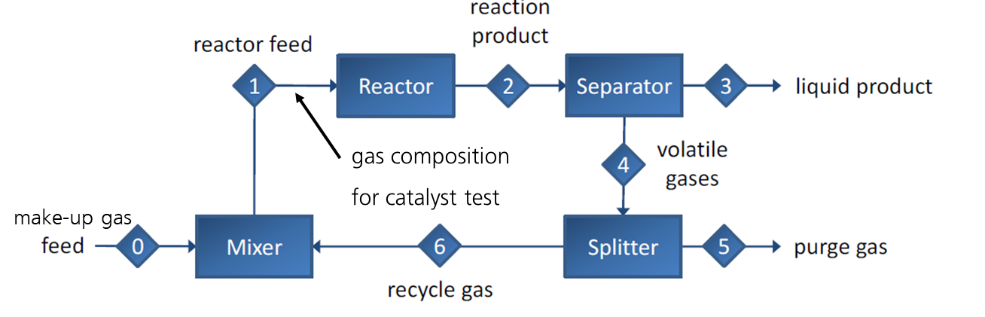 reaction
product
reactor feed
1
Reactor
2
Separator
3
liquid product
gas composition
for catalyst test
4
volatile
gases
make-up gas
feed
0
Mixer
6
Splitter
5
purge gas
recycle gas